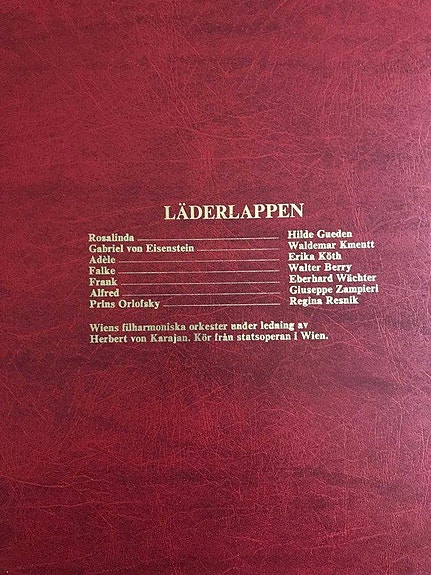 LÄDERLAPPEN
Rosalinda Hilde Gueden
Gabriel von Eisenstein Waldemar Kmentt
Adèle Erika Köth
Falke Walter Berry
Frank Eberhard Wächter
Alfred Giuseppe Zampieri
Prins Orlofsky Regina Resnik
Wiens filharmoniska orkester under ledning av
Herbert von Karajan. Kör från statsoperan i Wien.